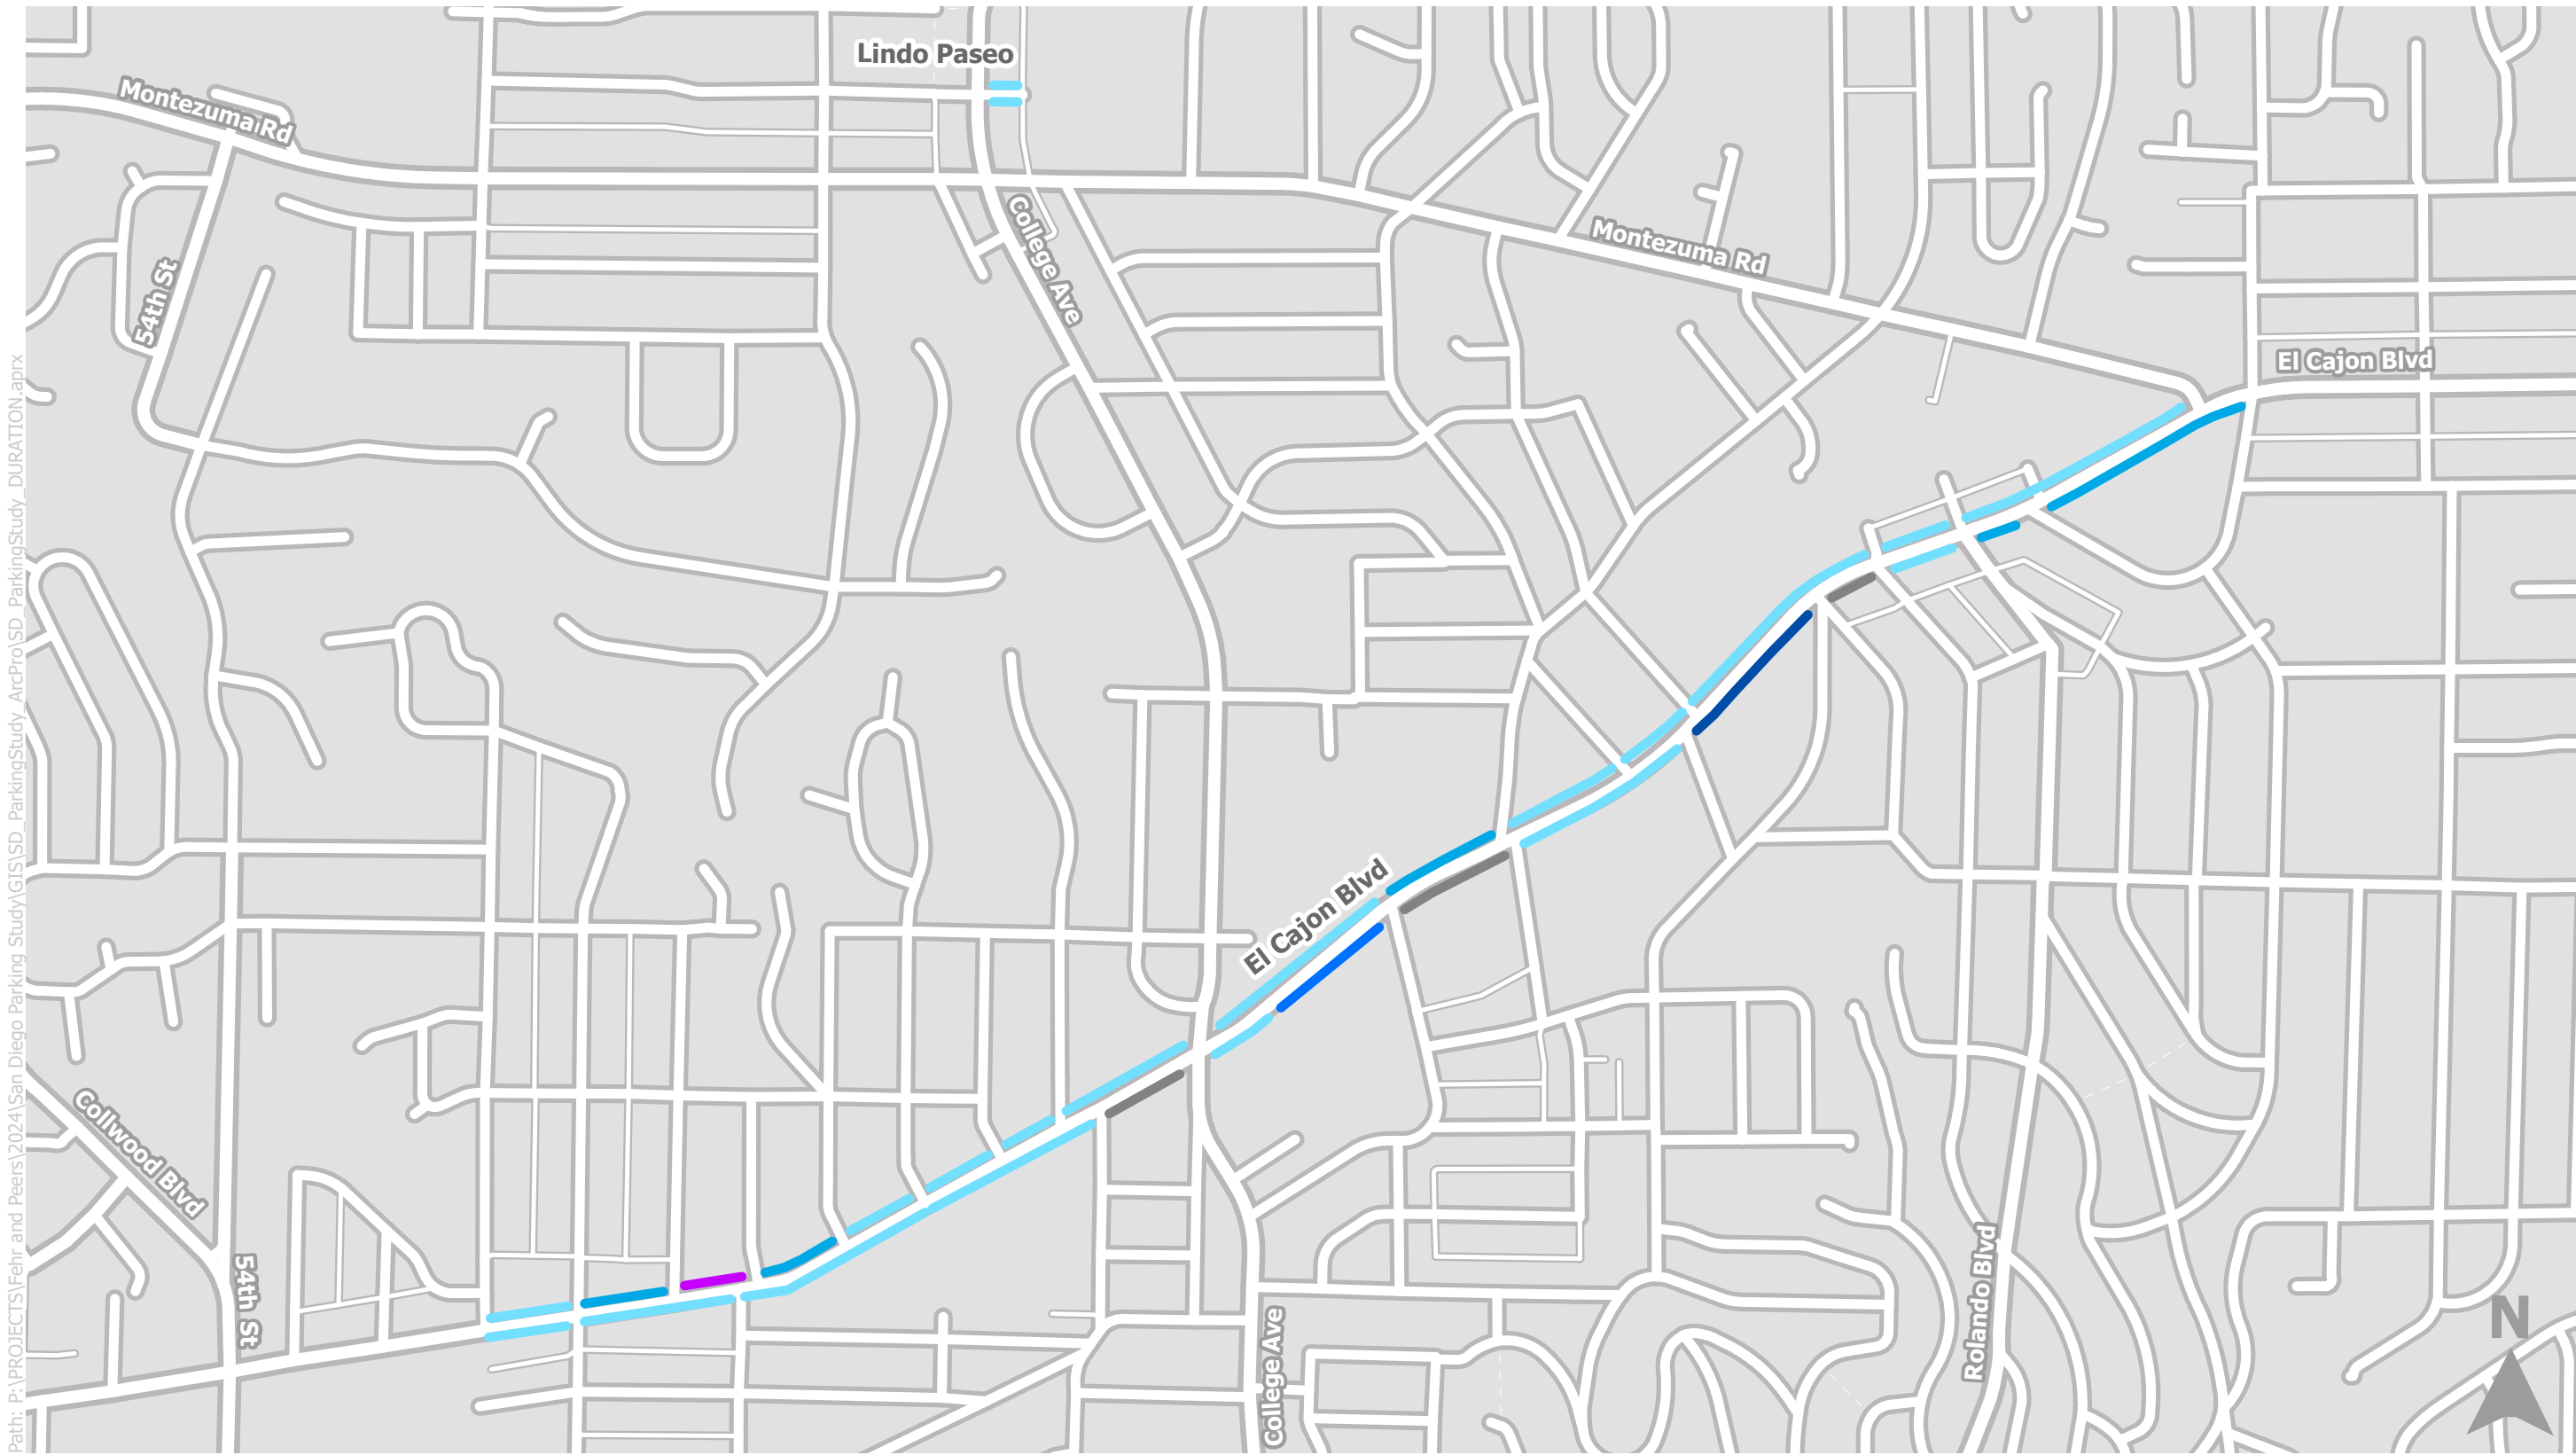 Lindo Paseo
Montezuma Rd
College Ave
Montezuma Rd
54th St
El Cajon Blvd
El Cajon Blvd
Collwood Blvd
54th St
Rolando Blvd
College Ave
N
Path: P:\PROJECTS\Fehr and Peers\2024\San Diego Parking Study\GIS\SD_ParkingStudy_ArcPro\SD_ParkingStudy_DURATION.aprx